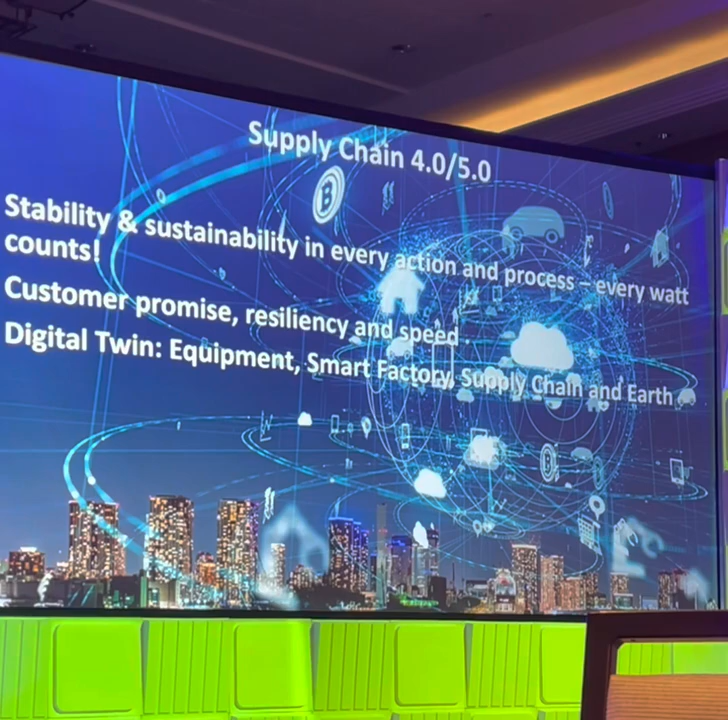 Supply Chain 4.0/5.0
Stability & sustainability in every action and process – every watt
counts!
Customer promise, resiliency and speed .
Digital Twin: Equipment, Smart Factory, Supply Chain and Earth